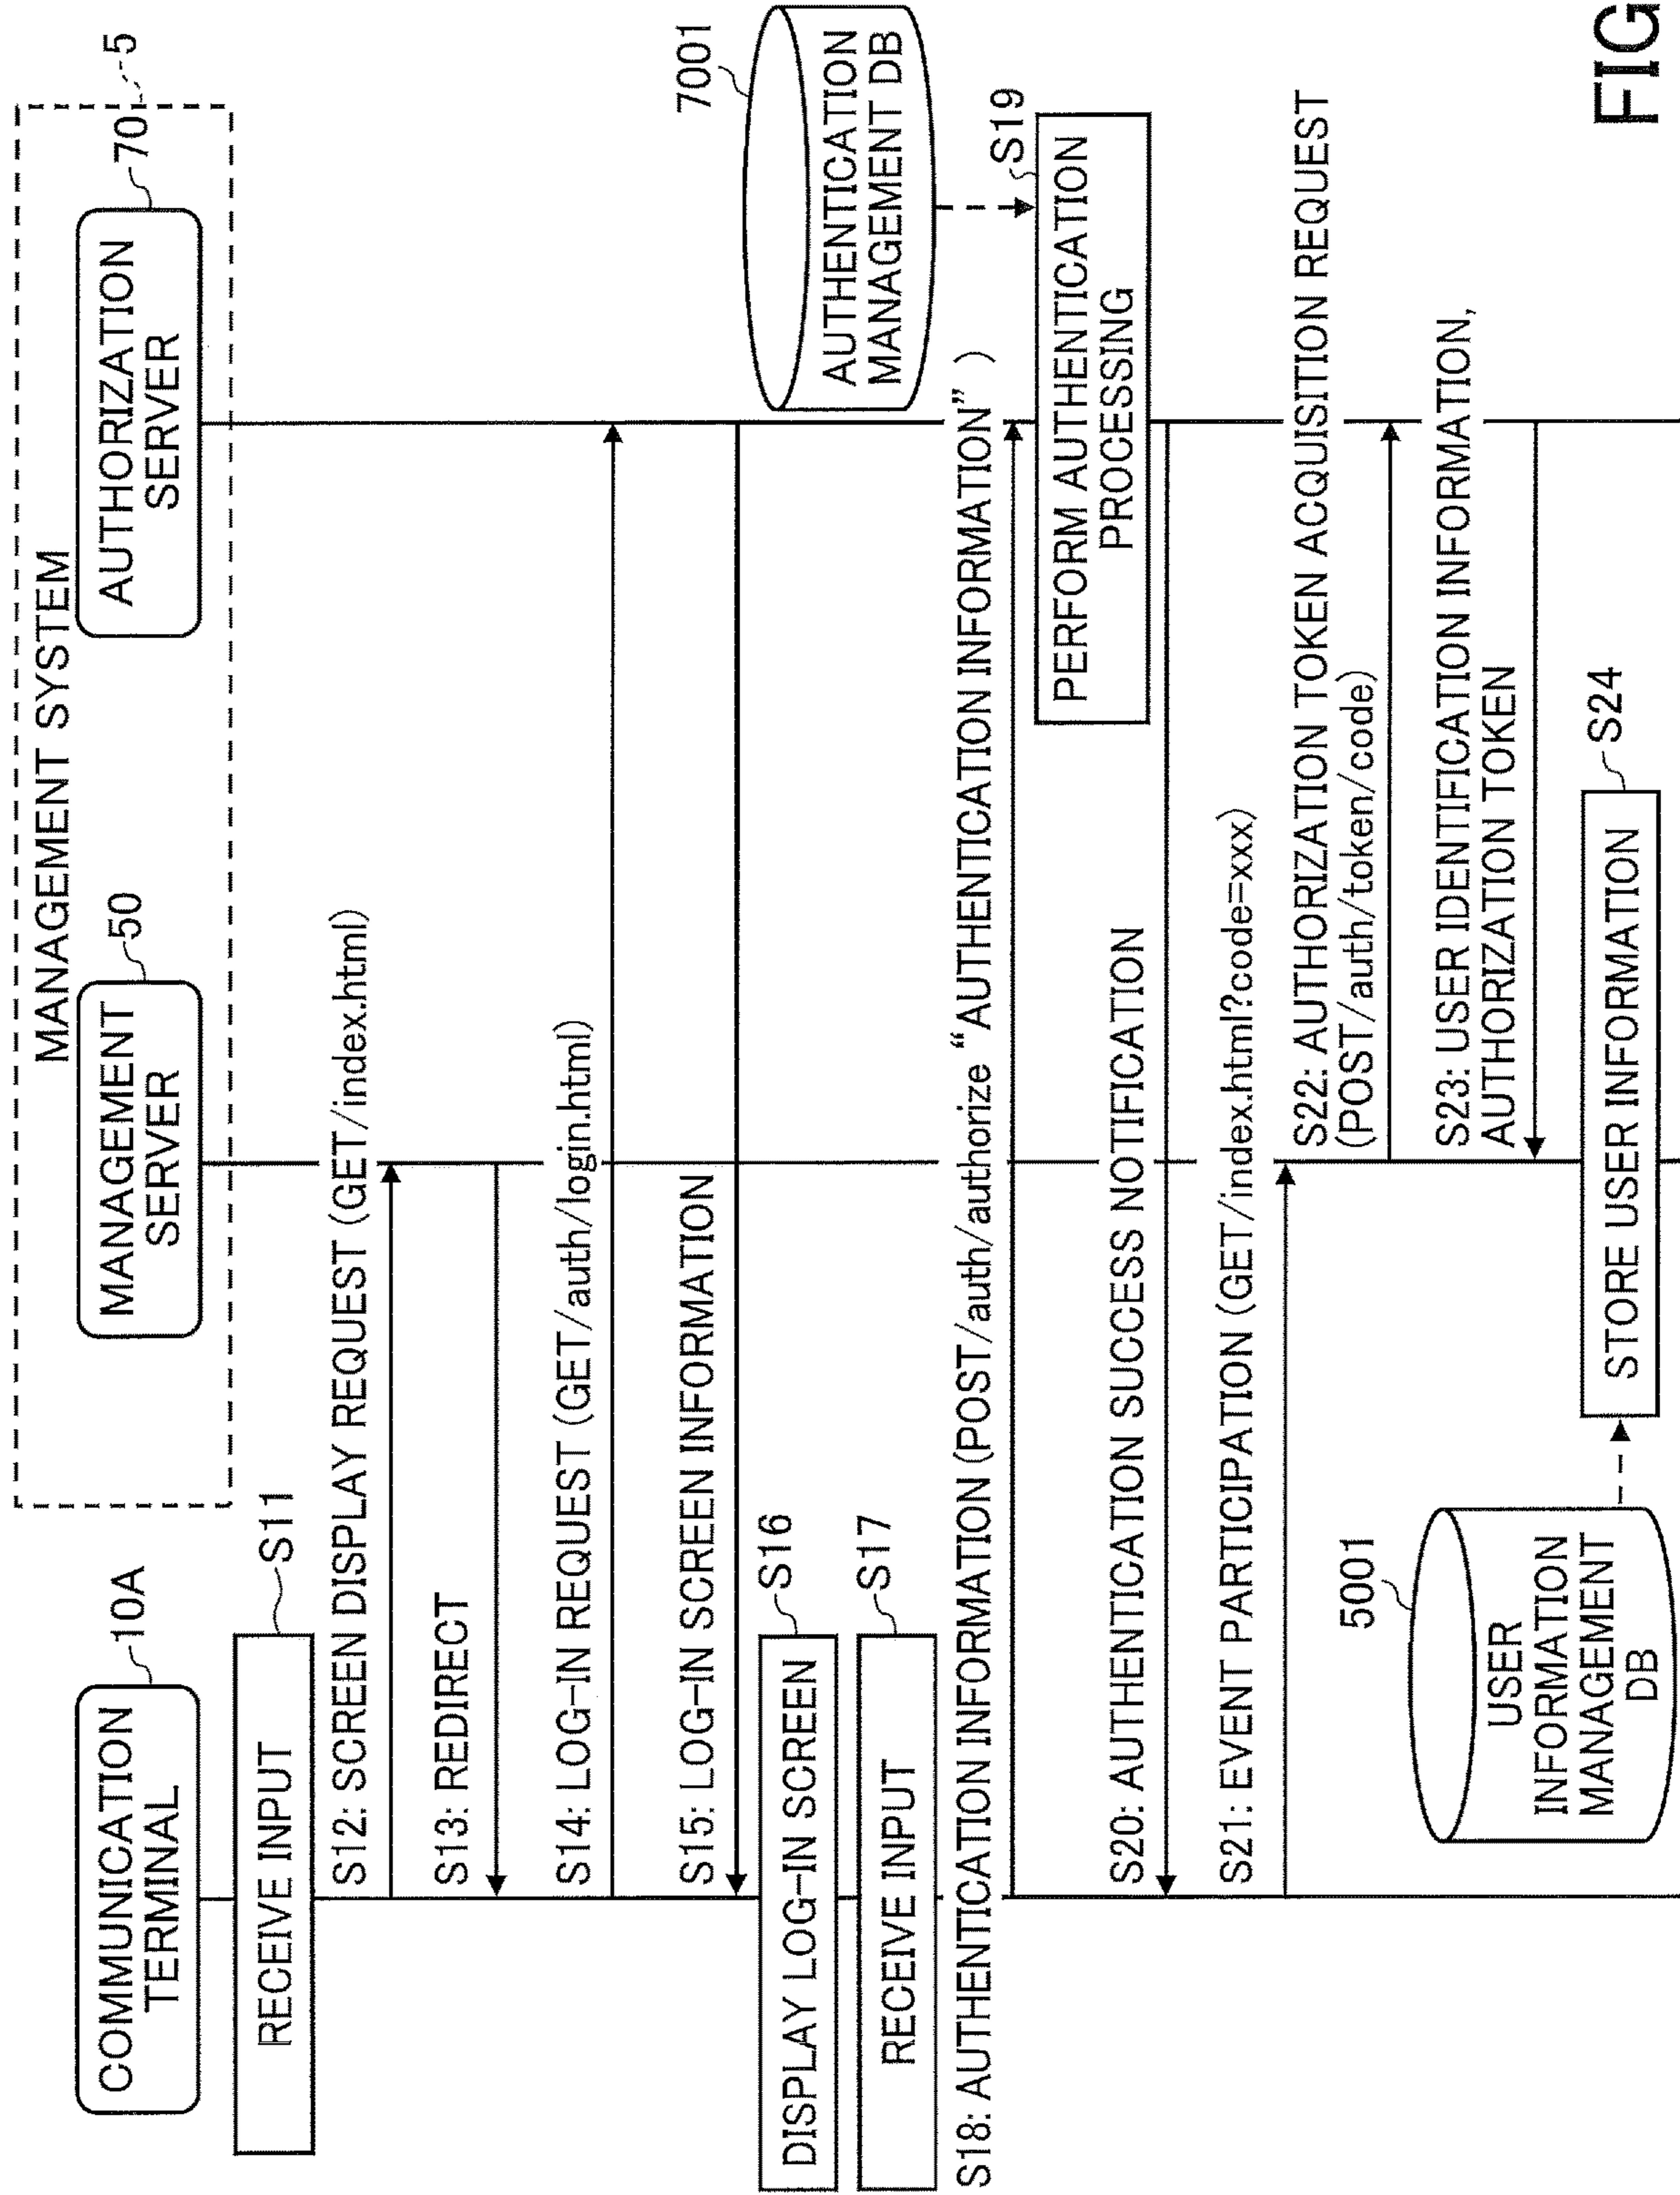 MANAGEMENT SYSTEM
5
COMMUNICATION
TERMINAL
10A
MANAGEMENT
SERVER
50
AUTHORIZATION
SERVER
70
RECEIVE INPUT
S11
S12: SCREEN DISPLAY REQUEST (GET/index.html)
S13: REDIRECT
S14: LOG-IN REQUEST (GET/auth/login.html)
S15: LOG-IN SCREEN INFORMATION
7001
AUTHENTICATION
MANAGEMENT DB
DISPLAY LOG-IN SCREEN
S16
RECEIVE INPUT
S17
S18: AUTHENTICATION INFORMATION (POST/auth/authorize “AUTHENTICATION INFORMATION” )
S19
PERFORM AUTHENTICATION
PROCESSING
S20: AUTHENTICATION SUCCESS NOTIFICATION
S21: EVENT PARTICIPATION (GET/index.html?code=xxx)
S22: AUTHORIZATION TOKEN ACQUISITION REQUEST
(POST/auth/token/code)
S23: USER IDENTIFICATION INFORMATION,
AUTHORIZATION TOKEN
5001
USER
INFORMATION
MANAGEMENT
DB
STORE USER INFORMATION
S24
FIG